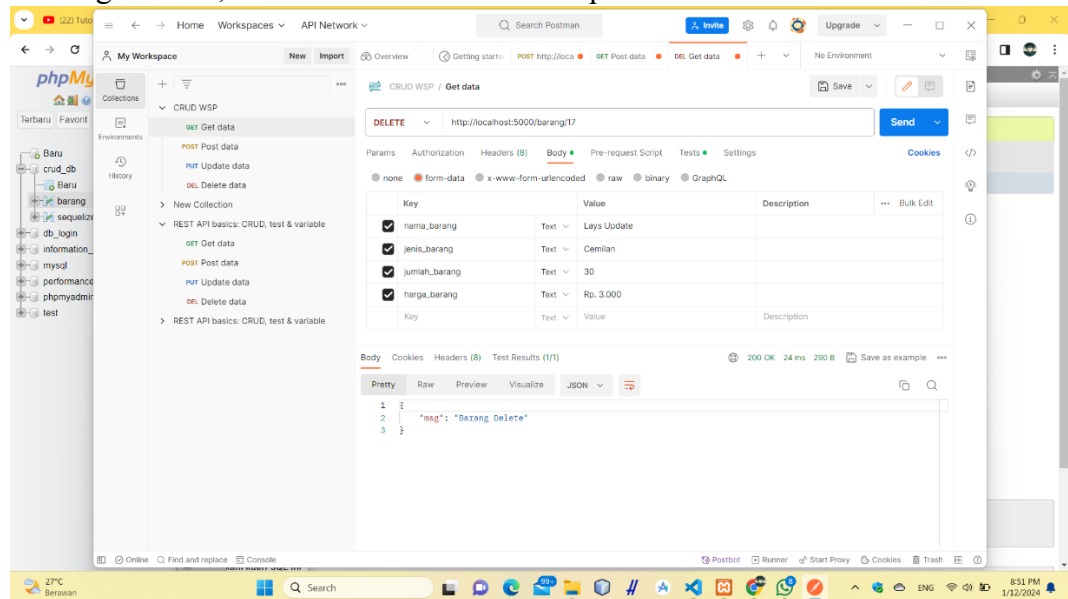 (22) Tuto
Home Workspaces API Network
Search Postman
Invite
Upgrade
My Workspace
New Import
Overview
Getting starte
POST http://loca
GET Post data
DEL Get data
No Environment
phpMy
Terbaru Favorit
Baru
crud_db
Baru
barang
sequelize
db_login
information_
mysql
performance
phpmyadmin
test
Collections
Environments
History
CRUD WSP
GET Get data
POST Post data
PUT Update data
DEL Delete data
New Collection
REST API basics: CRUD, test & variable
GET Get data
POST Post data
PUT Update data
DEL Delete data
REST API basics: CRUD, test & variable
CRUD WSP / Get data
Save
DELETE http://localhost:5000/barang/17
Send
Params Authorization Headers (8) Body Pre-request Script Tests Settings Cookies
none form-data x-www-form-urlencoded raw binary GraphQL
Key Value Description Bulk Edit
nama_barang Text Lays Update
jenis_barang Text Cemilan
jumlah_barang Text 30
harga_barang Text Rp. 3.000
Key Text Value Description
Body Cookies Headers (8) Test Results (1/1)
200 OK 24 ms 290 B Save as example
Pretty Raw Preview Visualize JSON
1 {
2 "msg": "Barang Delete"
3 }
Online Find and replace Console
Postbot Runner Start Proxy Cookies Trash
27°C
Berawan
Search
99+
ENG
8:51 PM
1/12/2024